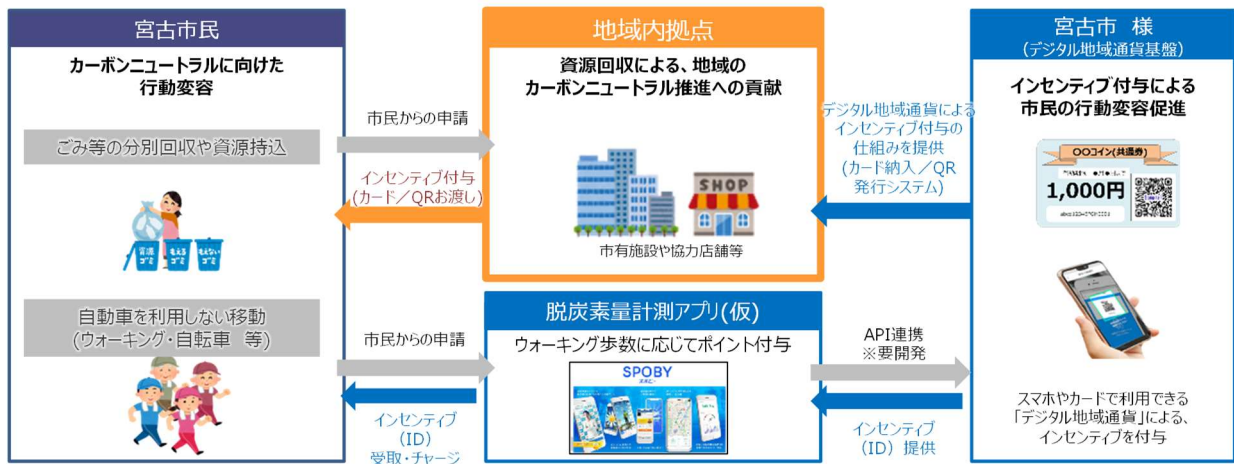 宮古市民
カーボンニュートラルに向けた
行動変容
ごみ等の分別回収や資源持込
資源
ゴミ
もえる
ゴミ
もえない
ゴミ
自動車を利用しない移動
(ウォーキング・自転車 等)
市民からの申請
インセンティブ付与
(カード／QRお渡し)
市民からの申請
インセンティブ
（ID）
受取・チャージ
地域内拠点
資源回収による、地域の
カーボンニュートラル推進への貢献
SHOP
市有施設や協力店舗等
脱炭素量計測アプリ(仮)
ウォーキング歩数に応じてポイント付与
SPOBY
デジタル地域通貨による
インセンティブ付与の
仕組みを提供
(カード納入／QR
発行システム)
API連携
※要開発
インセンティブ
（ID）提供
宮古市 様
(デジタル地域通貨基盤)
インセンティブ付与による
市民の行動変容促進
〇〇コイン(共通券)
1,000円
スマホやカードで利用できる
「デジタル地域通貨」による、
インセンティブを付与